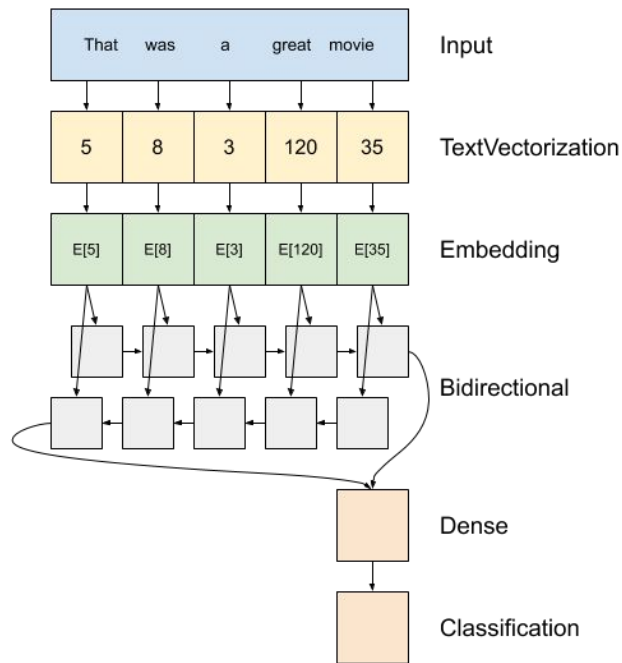 That was a great movie Input
5 8 3 120 35 TextVectorization
E[5] E[8] E[3] E[120] E[35] Embedding
Bidirectional
Dense
Classification